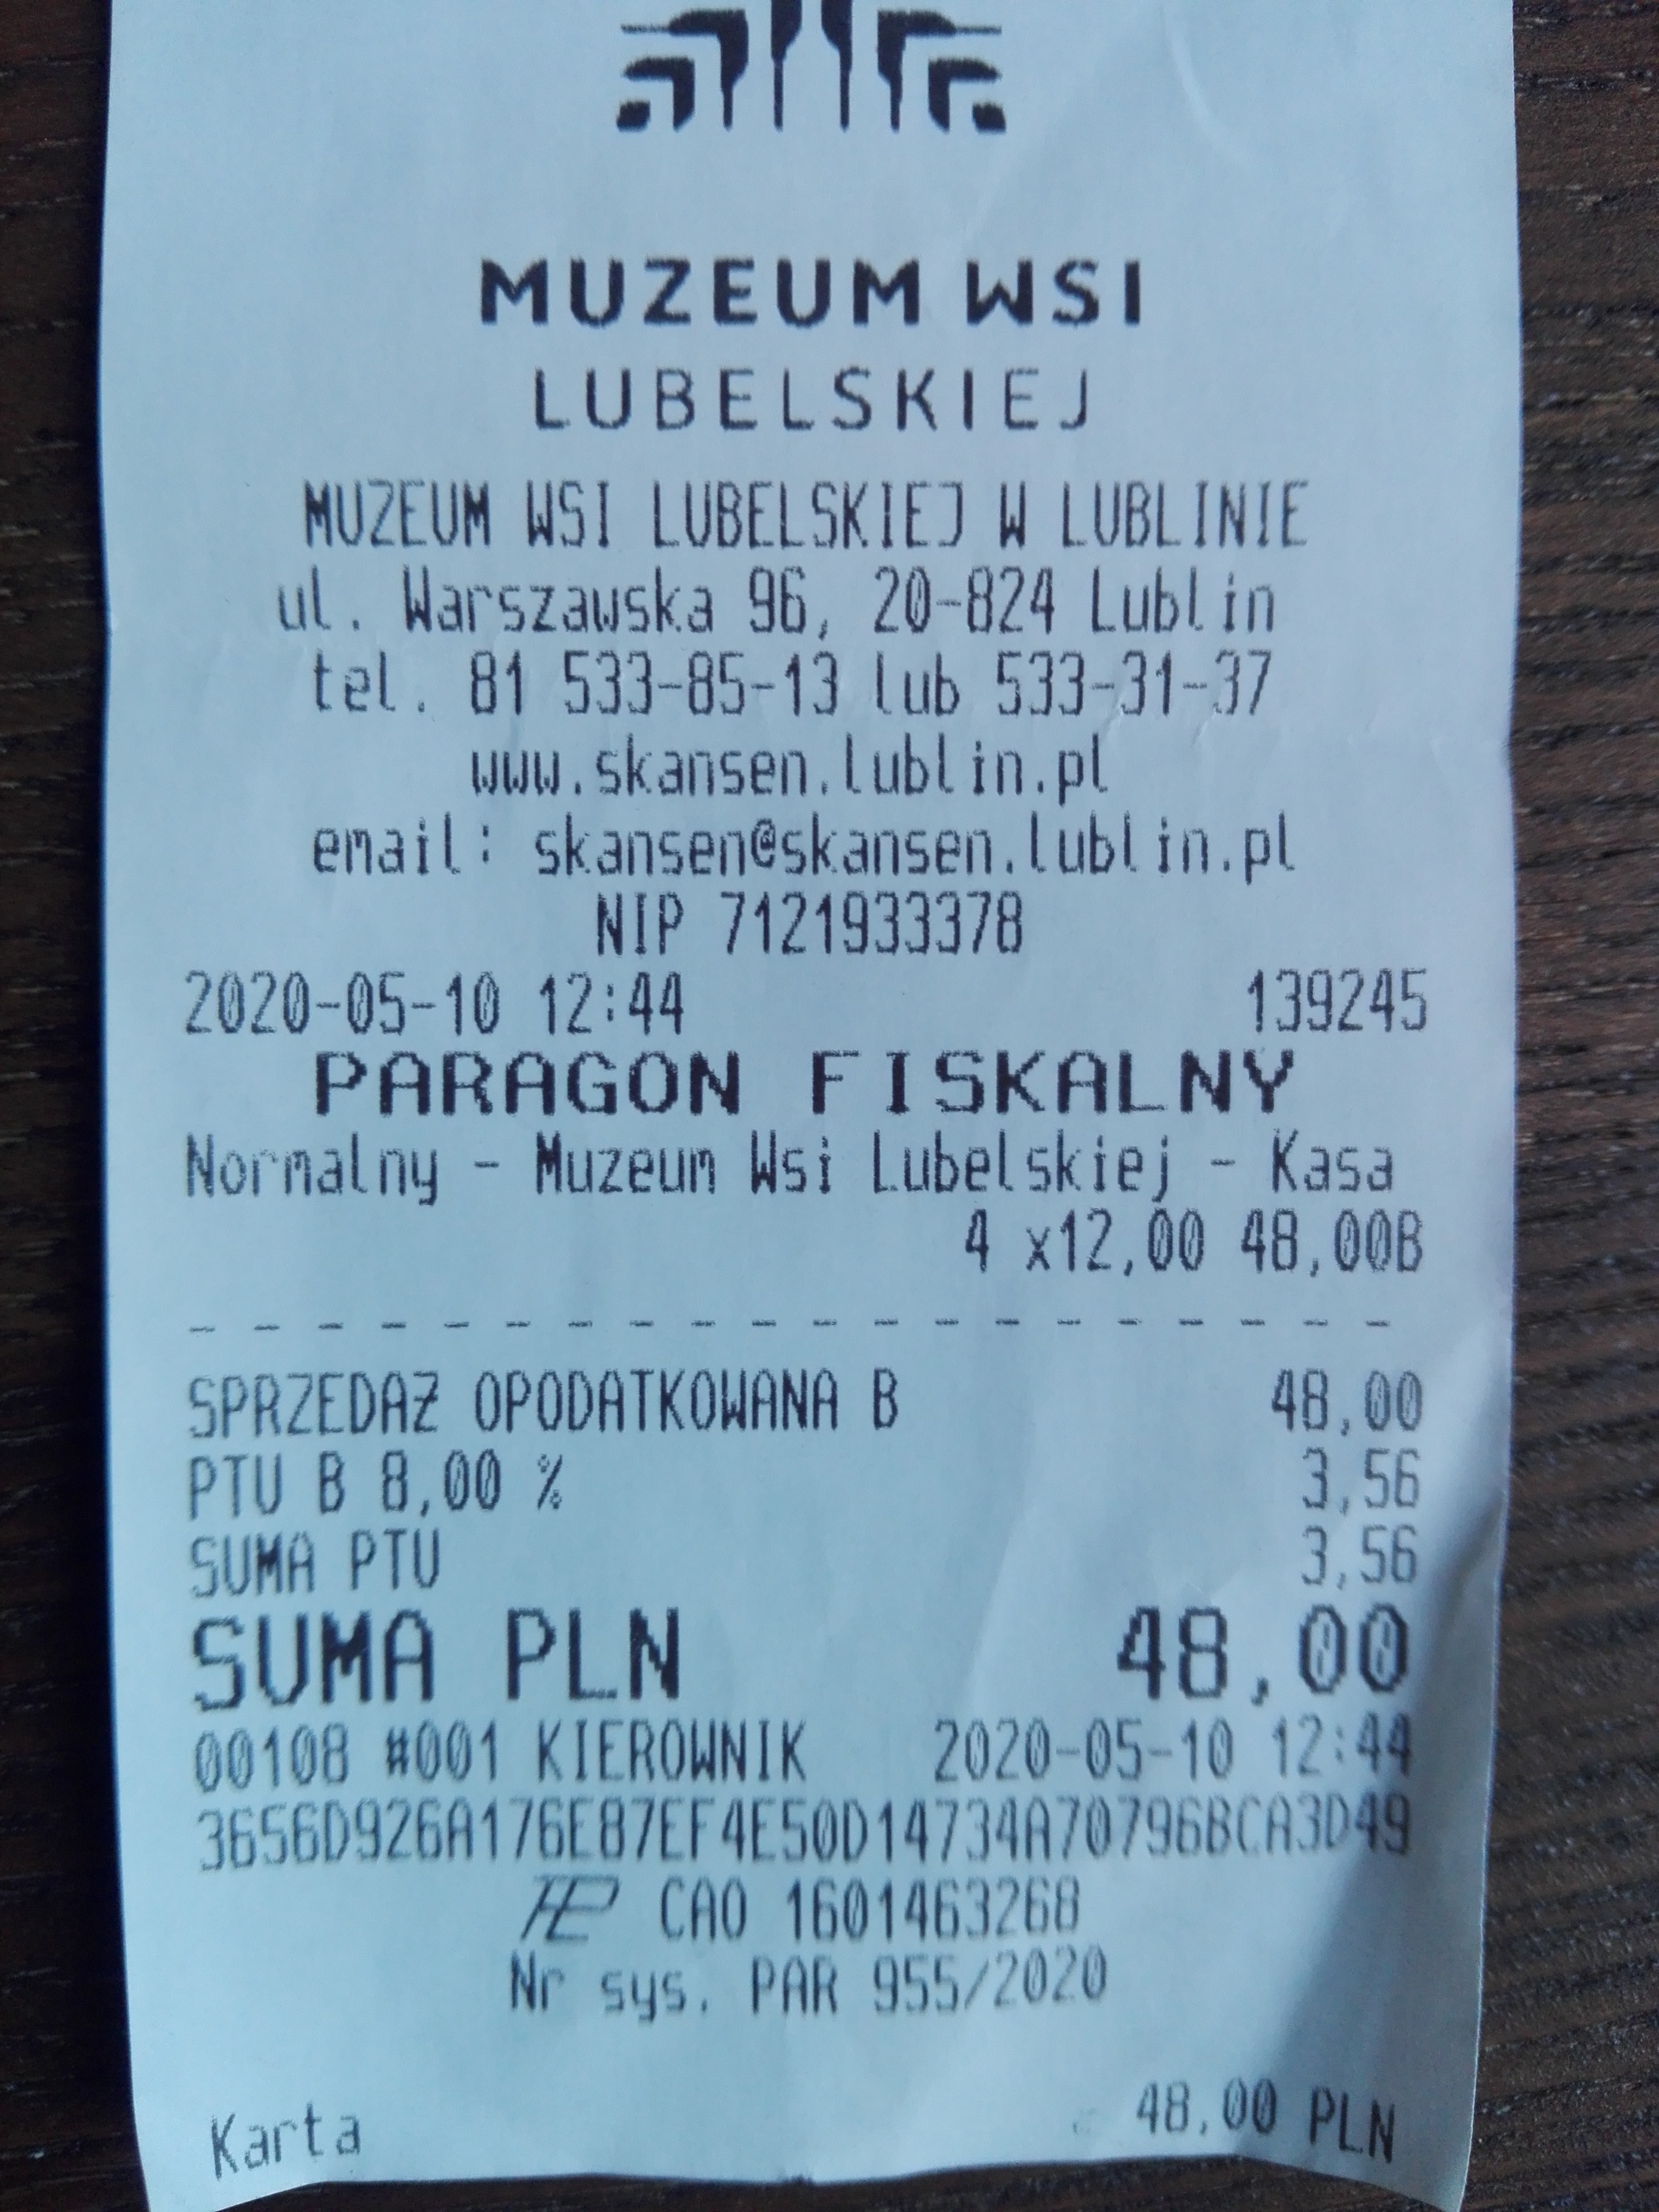 MUZEUM WSI
LUBELSKIEJ
MUZEUM WSI LUBELSKIEJ W LUBLINIE
ul. Warszawska 96, 20-824 Lublin
tel. 81 533-85-13 lub 533-31-37
www.skansen.lublin.pl
email: skansen@skansen.lublin.pl
NIP 7121933378
2020-05-10 12:44 139245
PARAGON FISKALNY
Normalny - Muzeum Wsi Lubelskiej - Kasa
4 x12,00 48,00B
SPRZEDAŻ OPODATKOWANA B 48,00
PTU B 8,00 % 3,56
SUMA PTU 3,56
SUMA PLN 48,00
00108 #001 KIEROWNIK 2020-05-10 12:44
3656D926A176E87EF4E50D14734A70796BCA3D49
CAO 1601463268
Nr sys. PAR 955/2020
Karta 48,00 PLN